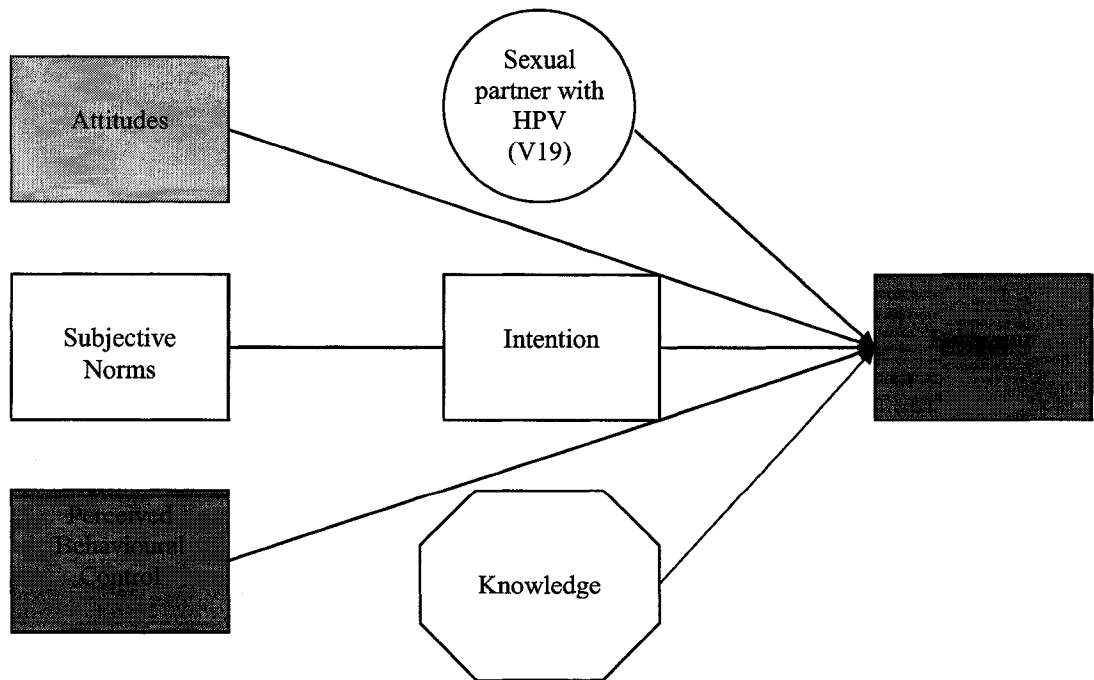 Attitudes
Sexual
partner with
HPV
(V19)
Subjective
Norms
Intention
Perceived
Behavioural
Control
Knowledge